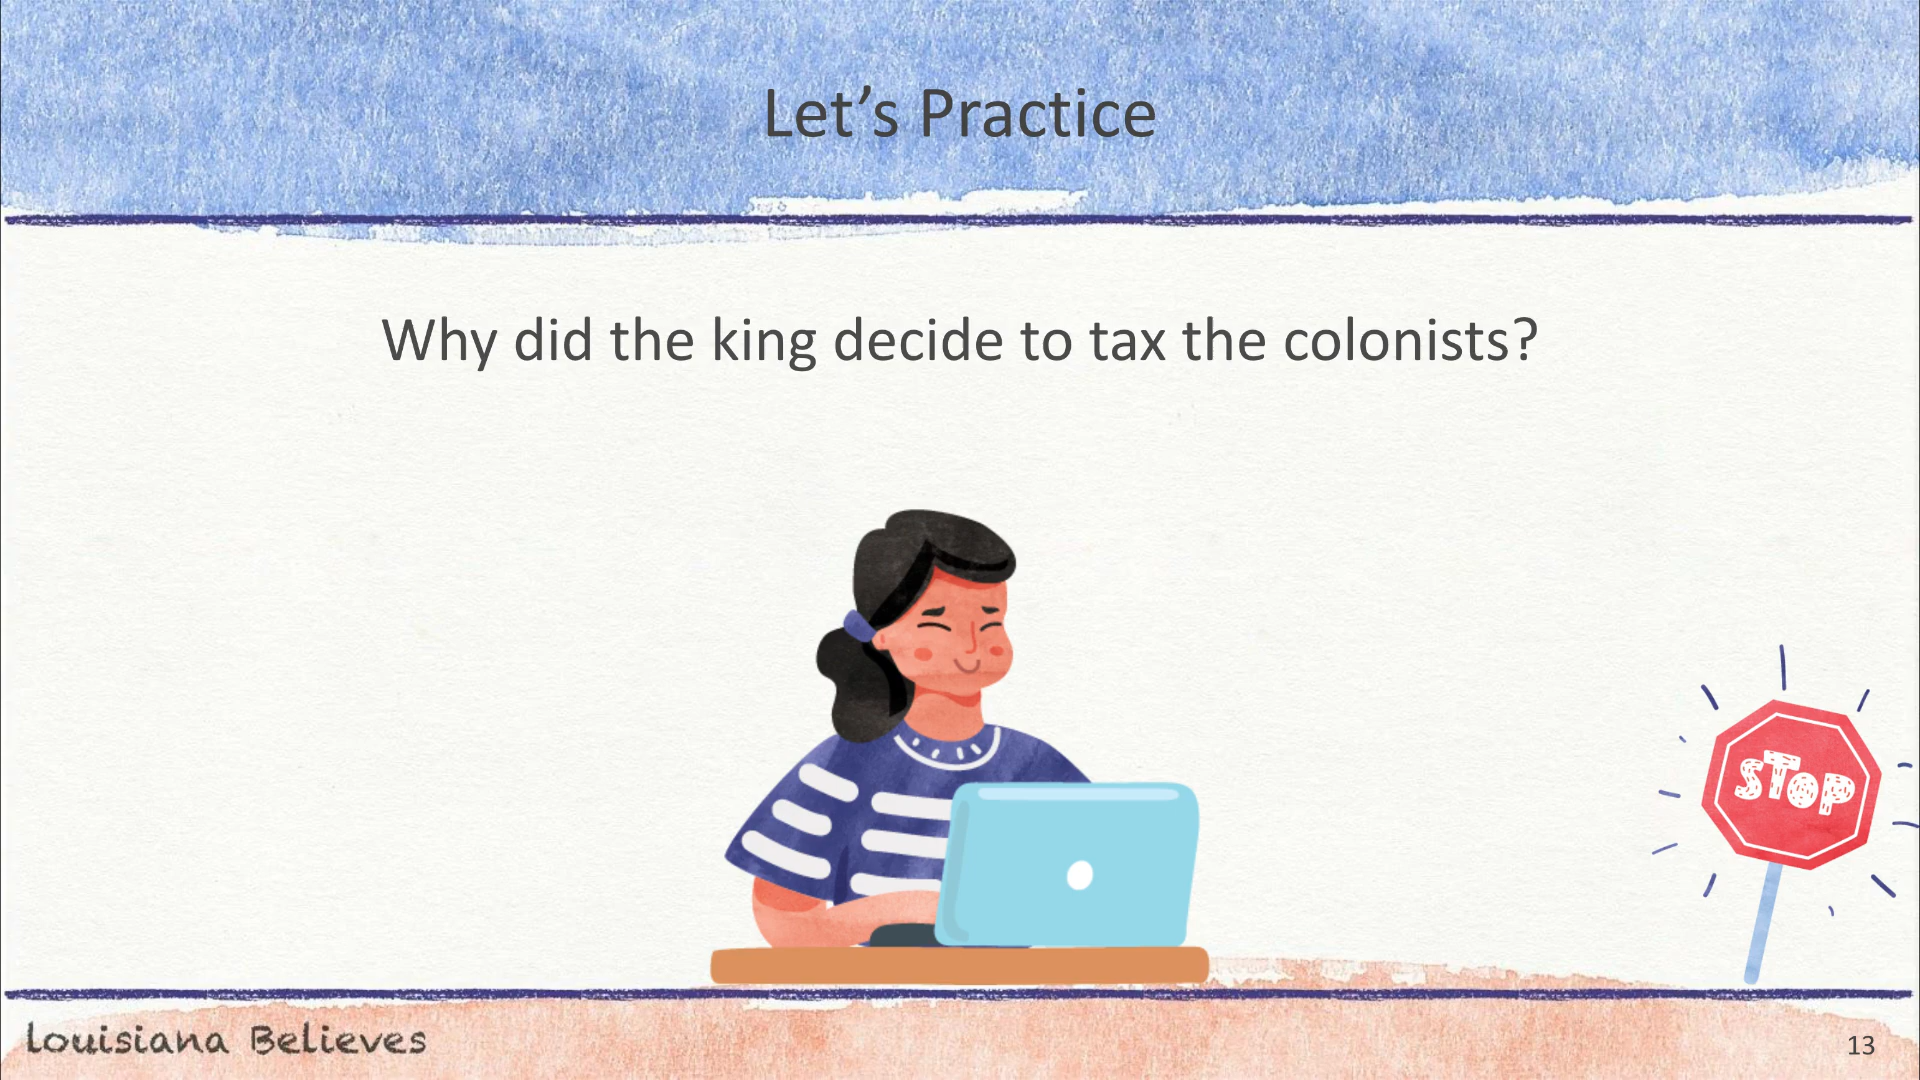 Let’s Practice
Why did the king decide to tax the colonists?
STOP
Louisiana Believes
13